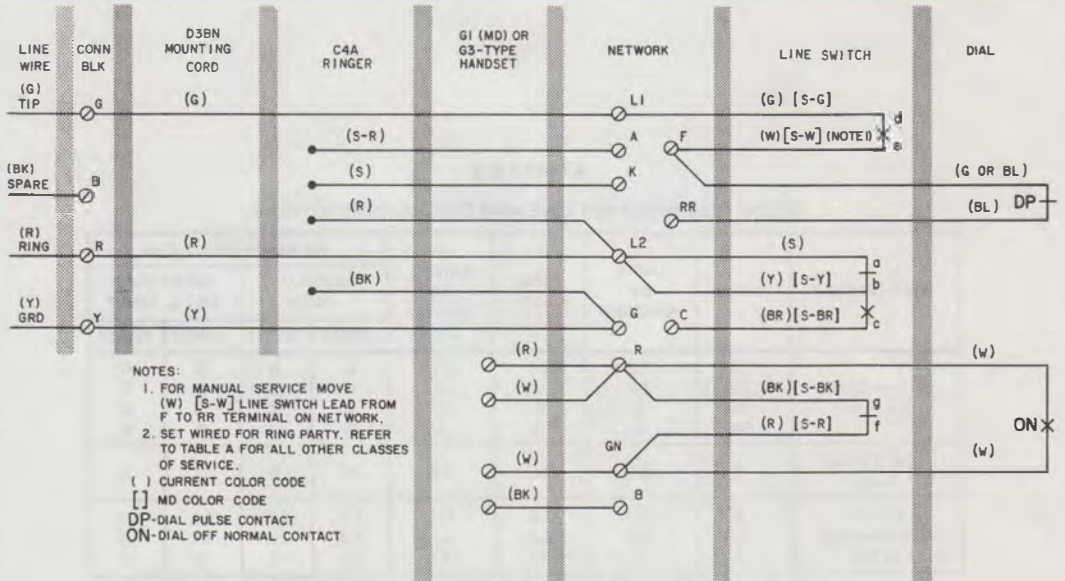 LINE WIRE
CONN BLK
D3BN MOUNTING CORD
C4A RINGER
G1 (MD) OR G3-TYPE HANDSET
NETWORK
LINE SWITCH
DIAL
(G) TIP
G
(G)
L1
(G) [S-G]
d
(S-R)
A
F
(W) [S-W] (NOTE 1)
e
(BK) SPARE
B
(S)
K
(G OR BL)
(R)
RR
(BL)
DP
(R) RING
R
(R)
L2
(S)
a
(BK)
(Y) [S-Y]
b
(Y) GRD
Y
(Y)
G
C
(BR) [S-BR]
c
(R)
R
(W)
(W)
(BK) [S-BK]
g
(R) [S-R]
f
ON
(W)
GN
(W)
(BK)
B
NOTES:
1. FOR MANUAL SERVICE MOVE
(W) [S-W] LINE SWITCH LEAD FROM
F TO RR TERMINAL ON NETWORK.
2. SET WIRED FOR RING PARTY. REFER
TO TABLE A FOR ALL OTHER CLASSES
OF SERVICE.
( ) CURRENT COLOR CODE
[ ] MD COLOR CODE
DP-DIAL PULSE CONTACT
ON-DIAL OFF NORMAL CONTACT